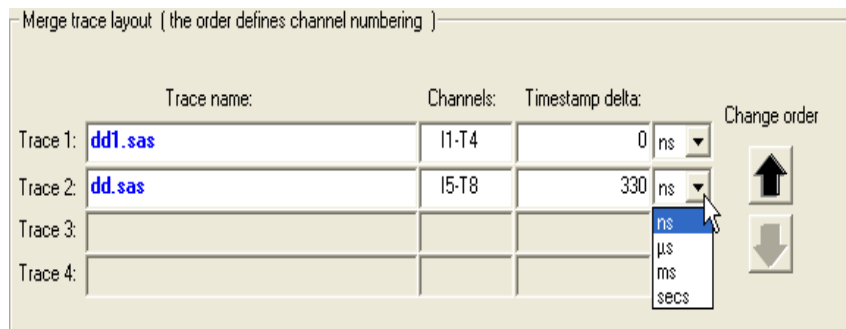 Merge trace layout ( the order defines channel numbering )
Trace name: Channels: Timestamp delta:
Change order
Trace 1: dd1.sas I1-T4 0 ns
Trace 2: dd.sas I5-T8 330 ns
Trace 3:
Trace 4:
ns
µs
ms
secs